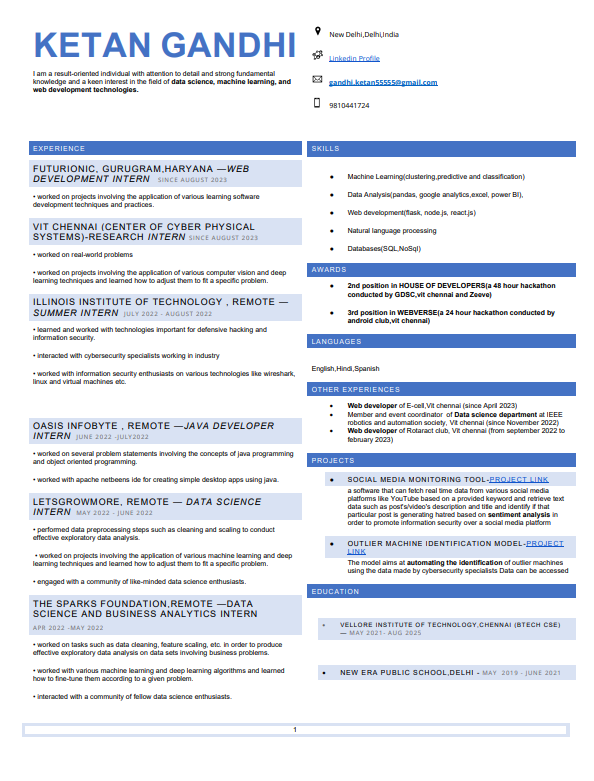 KETAN GANDHI
I am a result-oriented individual with attention to detail and strong fundamental
knowledge and a keen interest in the field of data science, machine learning, and
web development technologies.
New Delhi,Delhi,India
Linkedin Profile
gandhi.ketan55555@gmail.com
9810441724
EXPERIENCE
FUTURIONIC, GURUGRAM,HARYANA —WEB
DEVELOPMENT INTERN SINCE AUGUST 2023
• worked on projects involving the application of various learning software
development techniques and practices.
VIT CHENNAI (CENTER OF CYBER PHYSICAL
SYSTEMS)-RESEARCH INTERN SINCE AUGUST 2023
• worked on real-world problems
• worked on projects involving the application of various computer vision and deep
learning techniques and learned how to adjust them to fit a specific problem.
ILLINOIS INSTITUTE OF TECHNOLOGY , REMOTE —
SUMMER INTERN JULY 2022 - AUGUST 2022
• learned and worked with technologies important for defensive hacking and
information security.
• interacted with cybersecurity specialists working in industry
• worked with information security enthusiasts on various technologies like wireshark,
linux and virtual machines etc.
OASIS INFOBYTE , REMOTE —JAVA DEVELOPER
INTERN JUNE 2022 -JULY2022
• worked on several problem statements involving the concepts of java programming
and object oriented programming.
• worked with apache netbeens ide for creating simple desktop apps using java.
LETSGROWMORE, REMOTE — DATA SCIENCE
INTERN MAY 2022 - JUNE 2022
• performed data preprocessing steps such as cleaning and scaling to conduct
effective exploratory data analysis.
• worked on projects involving the application of various machine learning and deep
learning techniques and learned how to adjust them to fit a specific problem.
• engaged with a community of like-minded data science enthusiasts.
THE SPARKS FOUNDATION,REMOTE —DATA
SCIENCE AND BUSINESS ANALYTICS INTERN
APR 2022 -MAY 2022
• worked on tasks such as data cleaning, feature scaling, etc. in order to produce
effective exploratory data analysis on data sets involving business problems.
• worked with various machine learning and deep learning algorithms and learned
how to fine-tune them according to a given problem.
• interacted with a community of fellow data science enthusiasts.
SKILLS
• Machine Learning(clustering,predictive and classification)
• Data Analysis(pandas, google analytics,excel, power BI),
• Web development(flask, node.js, react.js)
• Natural language processing
• Databases(SQL,NoSql)
AWARDS
• 2nd position in HOUSE OF DEVELOPERS(a 48 hour hackathon
conducted by GDSC,vit chennai and Zeeve)
• 3rd position in WEBVERSE(a 24 hour hackathon conducted by
android club,vit chennai)
LANGUAGES
English,Hindi,Spanish
OTHER EXPERIENCES
• Web developer of E-cell,Vit chennai (since April 2023)
• Member and event coordinator of Data science department at IEEE
robotics and automation society, Vit chennai (since November 2022)
• Web developer of Rotaract club, Vit chennai (from september 2022 to
february 2023)
PROJECTS
• SOCIAL MEDIA MONITORING TOOL-PROJECT LINK
a software that can fetch real time data from various social media
platforms like YouTube based on a provided keyword and retrieve text
data such as post's/video's description and title and identify if that
particular post is generating hatred based on sentiment analysis in
order to promote information security over a social media platform
• OUTLIER MACHINE IDENTIFICATION MODEL-PROJECT
LINK
The model aims at automating the identification of outlier machines
using the data made by cybersecurity specialists Data can be accessed
EDUCATION
• VELLORE INSTITUTE OF TECHNOLOGY,CHENNAI (BTECH CSE)
— MAY 2021- AUG 2025
• NEW ERA PUBLIC SCHOOL,DELHI - MAY 2019 - JUNE 2021
1